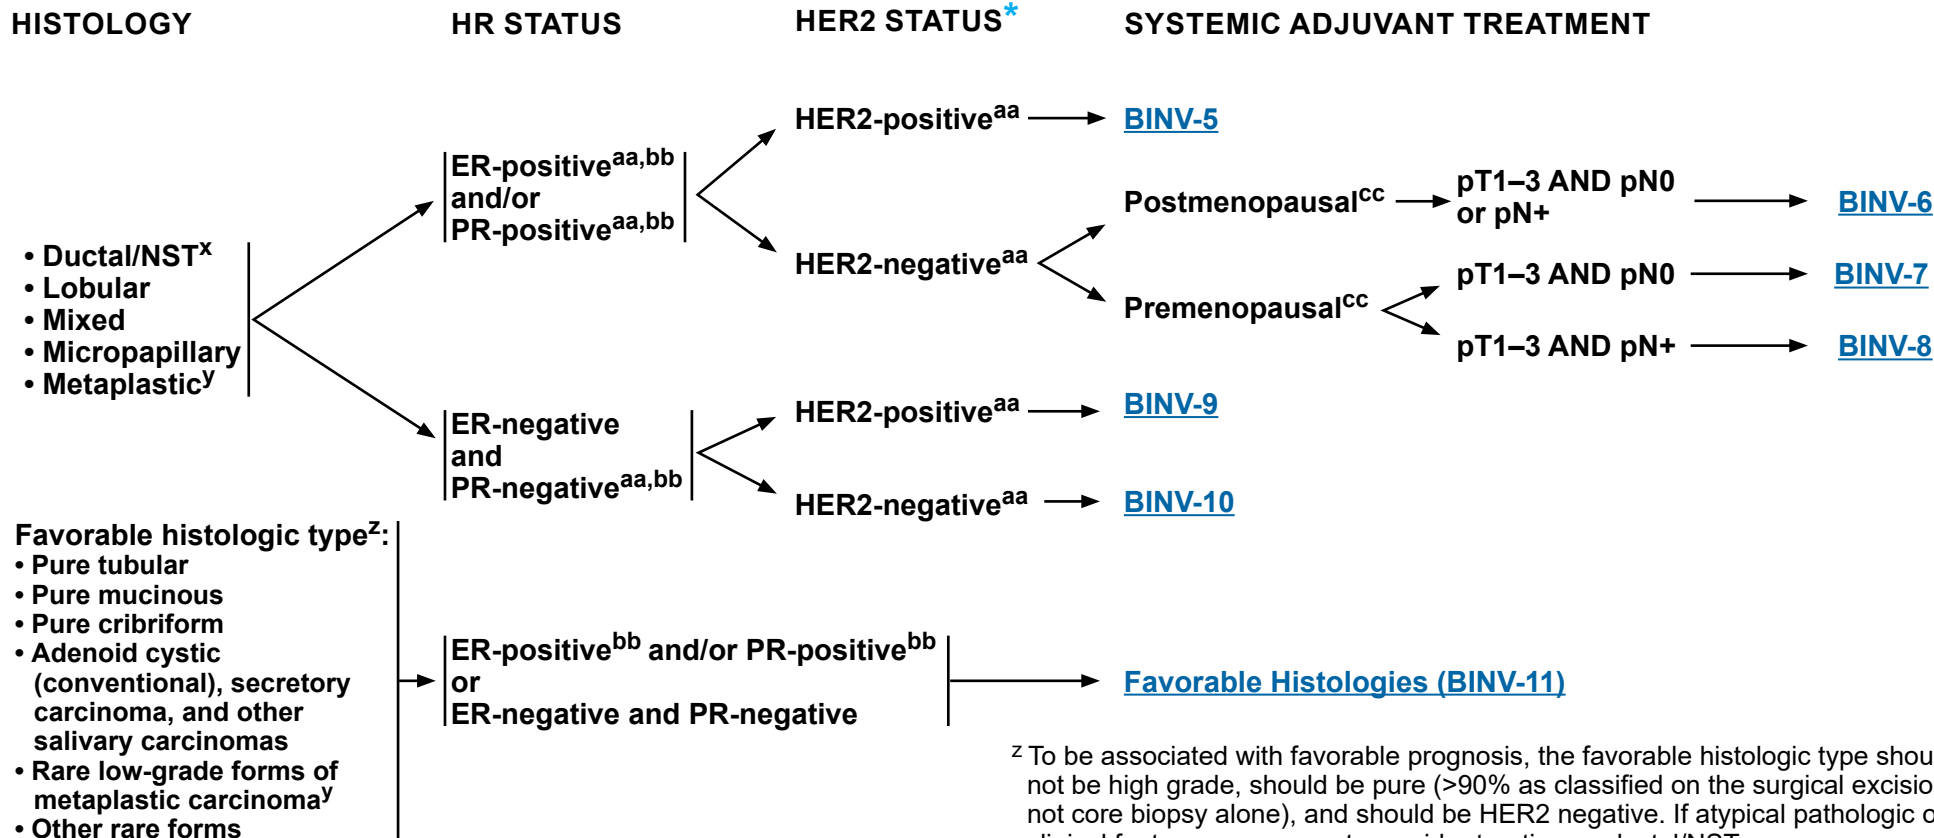 HISTOLOGY
HR STATUS
HER2 STATUS*
SYSTEMIC ADJUVANT TREATMENT
• Ductal/NSTx
• Lobular
• Mixed
• Micropapillary
• Metaplasticy
ER-positiveaa,bb
and/or
PR-positiveaa,bb
HER2-positiveaa
BINV-5
HER2-negativeaa
Postmenopausalcc
pT1–3 AND pN0
or pN+
BINV-6
Premenopausalcc
pT1–3 AND pN0
BINV-7
pT1–3 AND pN+
BINV-8
ER-negative
and
PR-negativeaa,bb
HER2-positiveaa
BINV-9
HER2-negativeaa
BINV-10
Favorable histologic typez:
• Pure tubular
• Pure mucinous
• Pure cribriform
• Adenoid cystic
(conventional), secretory
carcinoma, and other
salivary carcinomas
• Rare low-grade forms of
metaplastic carcinomay
• Other rare forms
ER-positivebb and/or PR-positivebb
or
ER-negative and PR-negative
Favorable Histologies (BINV-11)
z To be associated with favorable prognosis, the favorable histologic type shou
not be high grade, should be pure (>90% as classified on the surgical excision
not core biopsy alone), and should be HER2 negative. If atypical pathologic o